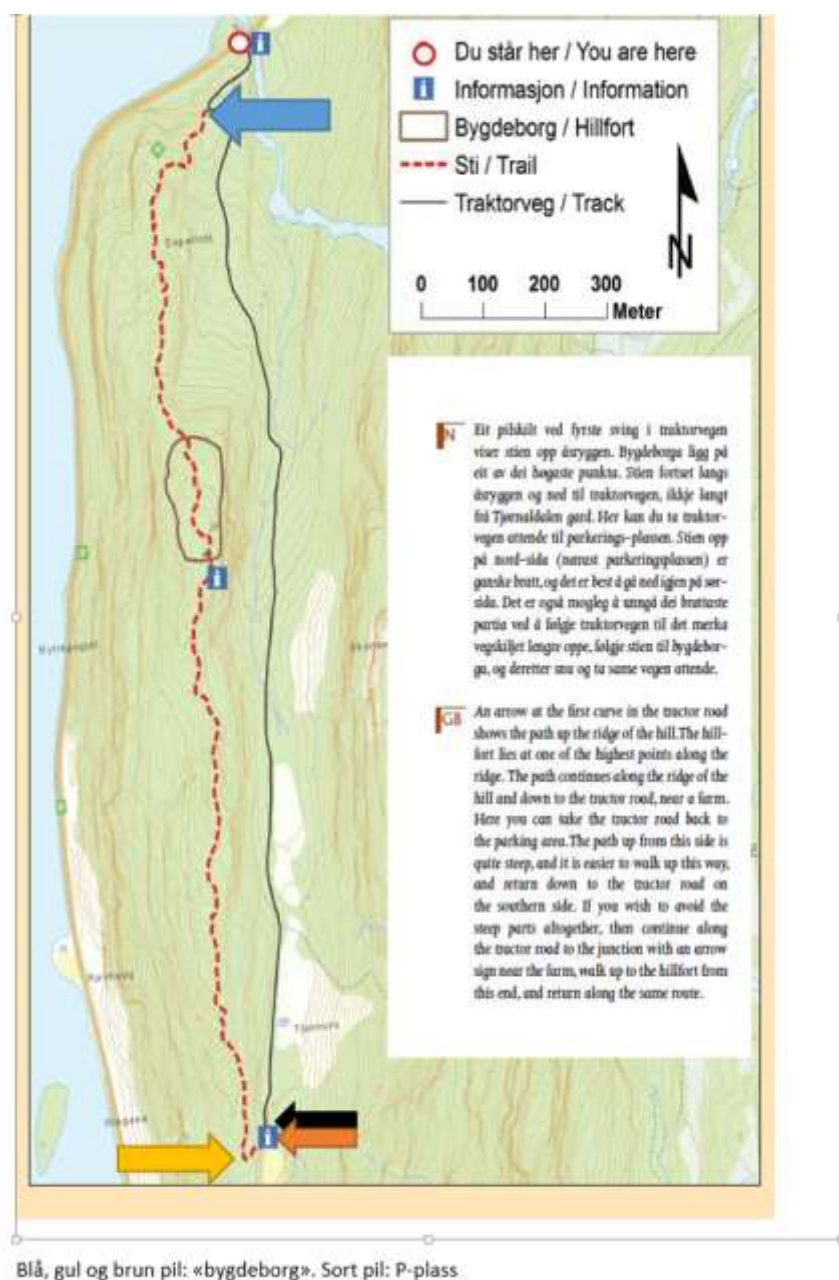 Du står her / You are here
Informasjon / Information
Bygdeborg / Hillfort
Sti / Trail
Traktorveg / Track
N
0 100 200 300
Meter
N
Eit pilskilt ved fyrste sving i traktorvegen
viser stien opp åsryggen. Bygdeborga ligg på
eit av dei høgaste punkta. Stien fortset langs
åsryggen og ned til traktorvegen, ikkje langt
frå Tjørnaldalen gard. Her kan du ta traktor-
vegen attende til parkerings-plassen. Stien opp
på nord-sida (nærast parkeringsplassen) er
ganske bratt, og det er best å gå ned igjen på sør-
sida. Det er også mogleg å unngå dei brattaste
partia ved å følgje traktorvegen til det merka
vegskiljet lengre oppe, følgje stien til bygdebor-
ga, og deretter snu og ta same vegen attende.
GB
An arrow at the first curve in the tractor road
shows the path up the ridge of the hill. The hill-
fort lies at one of the highest points along the
ridge. The path continues along the ridge of the
hill and down to the tractor road, near a farm.
Here you can take the tractor road back to
the parking area. The path up from this side is
quite steep, and it is easier to walk up this way,
and return down to the tractor road on
the southern side. If you wish to avoid the
steep parts altogether, then continue along
the tractor road to the junction with an arrow
sign near the farm, walk up to the hillfort from
this end, and return along the same route.
Blå, gul og brun pil: «bygdeborg». Sort pil: P-plass